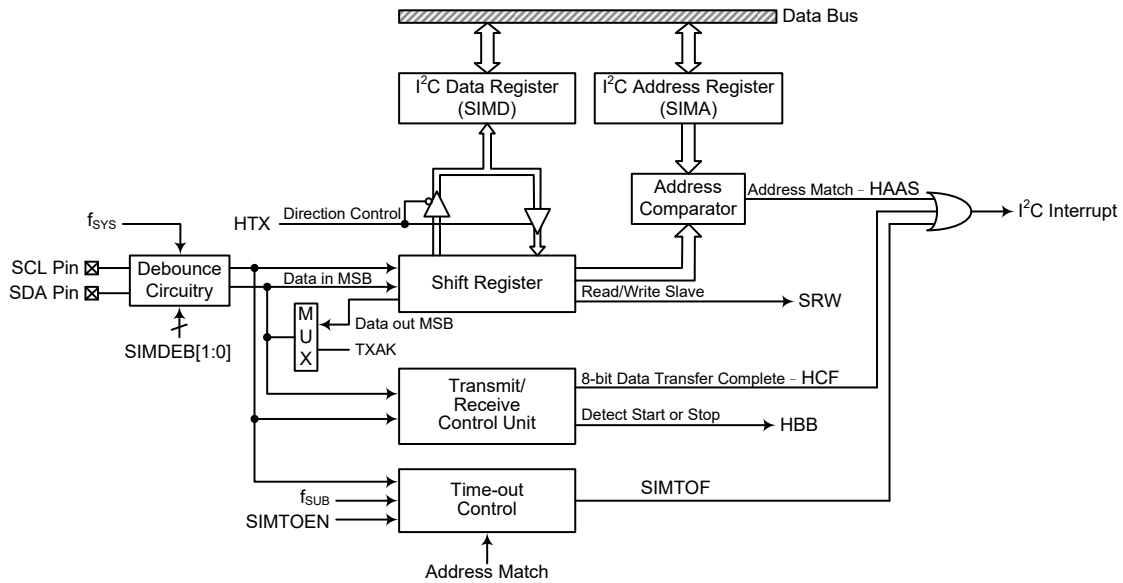 Data Bus
I²C Data Register
(SIMD)
I²C Address Register
(SIMA)
Address
Comparator
Address Match - HAAS
I²C Interrupt
HTX
Direction Control
fSYS
SCL Pin
SDA Pin
Debounce
Circuitry
Data in MSB
Shift Register
Read/Write Slave
SRW
SIMDEB[1:0]
M
U
X
Data out MSB
TXAK
Transmit/
Receive
Control Unit
8-bit Data Transfer Complete - HCF
Detect Start or Stop
HBB
fSUB
SIMTOEN
Time-out
Control
SIMTOF
Address Match